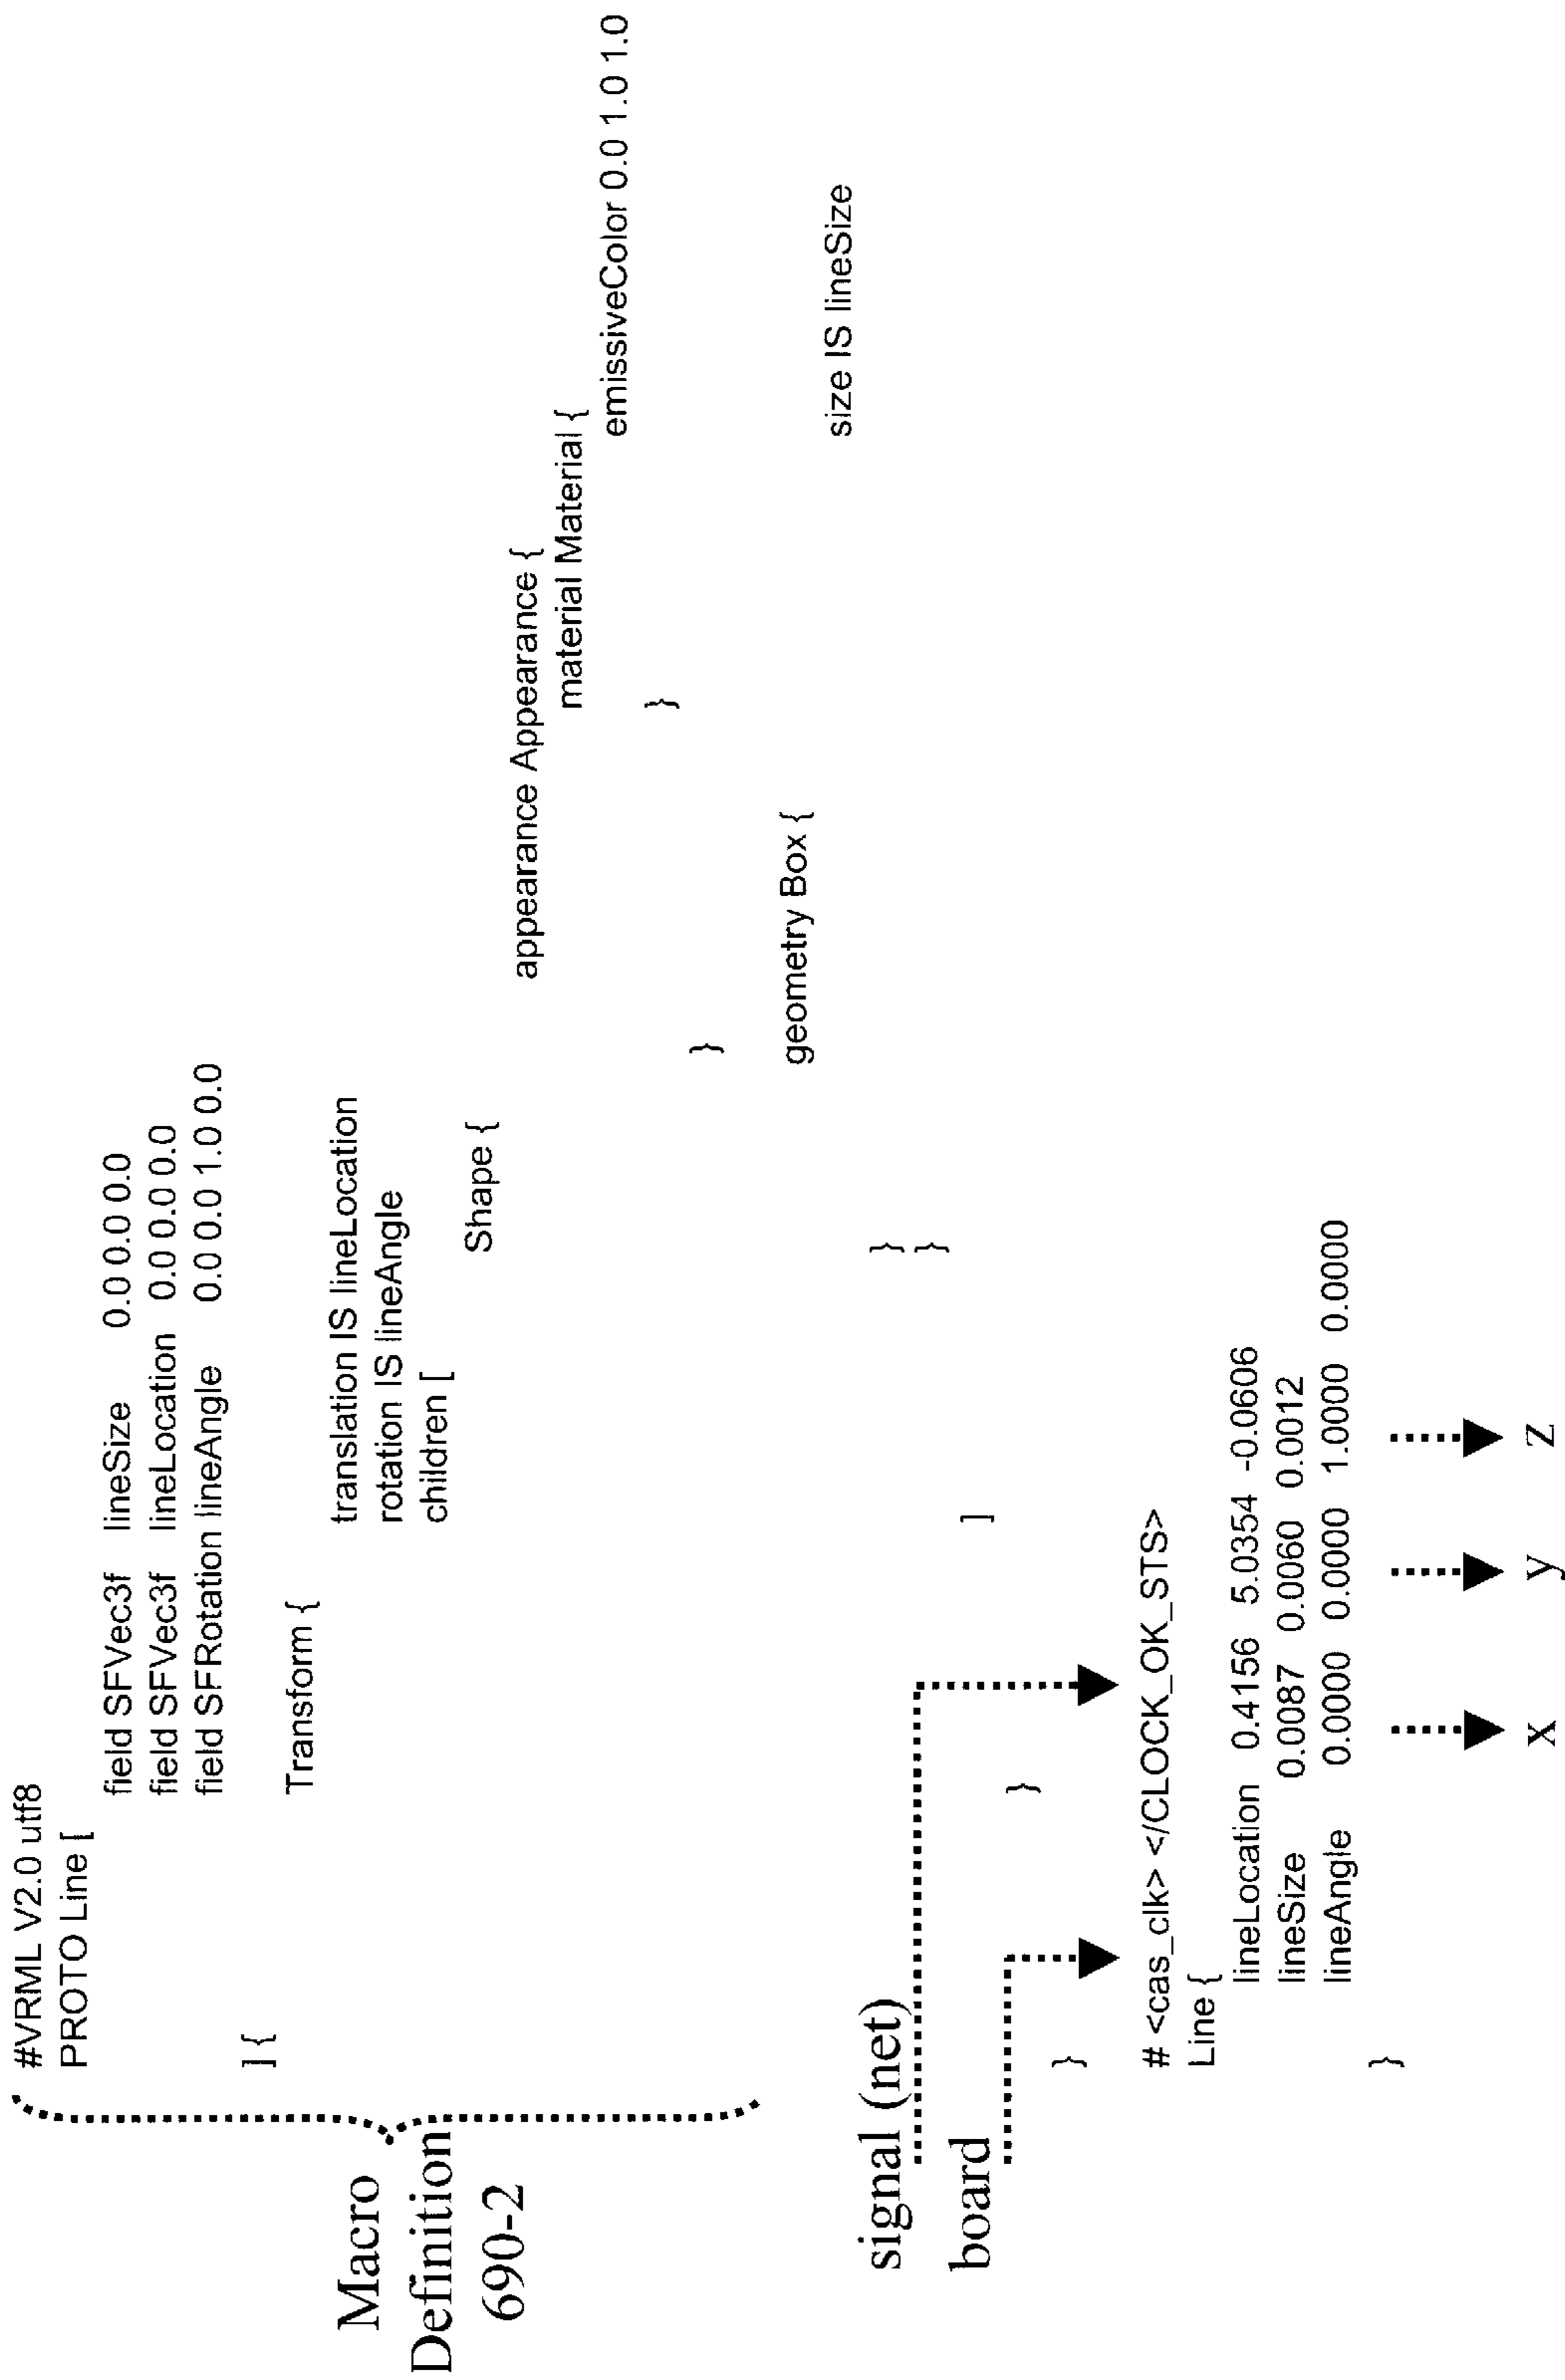 #VRML V2.0 utf8
PROTO Line [
field SFVec3f lineSize 0.0 0.0 0.0
field SFVec3f lineLocation 0.0 0.0 0.0
field SFRotation lineAngle 0.0 0.0 1.0 0.0
] {
Transform {
translation IS lineLocation
rotation IS lineAngle
children [
Shape {
appearance Appearance {
material Material {
emissiveColor 0.0 1.0 1.0
}
}
geometry Box {
size IS lineSize
}
}
]
}
}
Macro
Definition
690-2
signal (net)
board
# <cas_clk> </CLOCK_OK_STS>
Line {
lineLocation 0.4156 5.0354 -0.0606
lineSize 0.0087 0.0060 0.0012
lineAngle 0.0000 0.0000 1.0000 0.0000
}
x y z